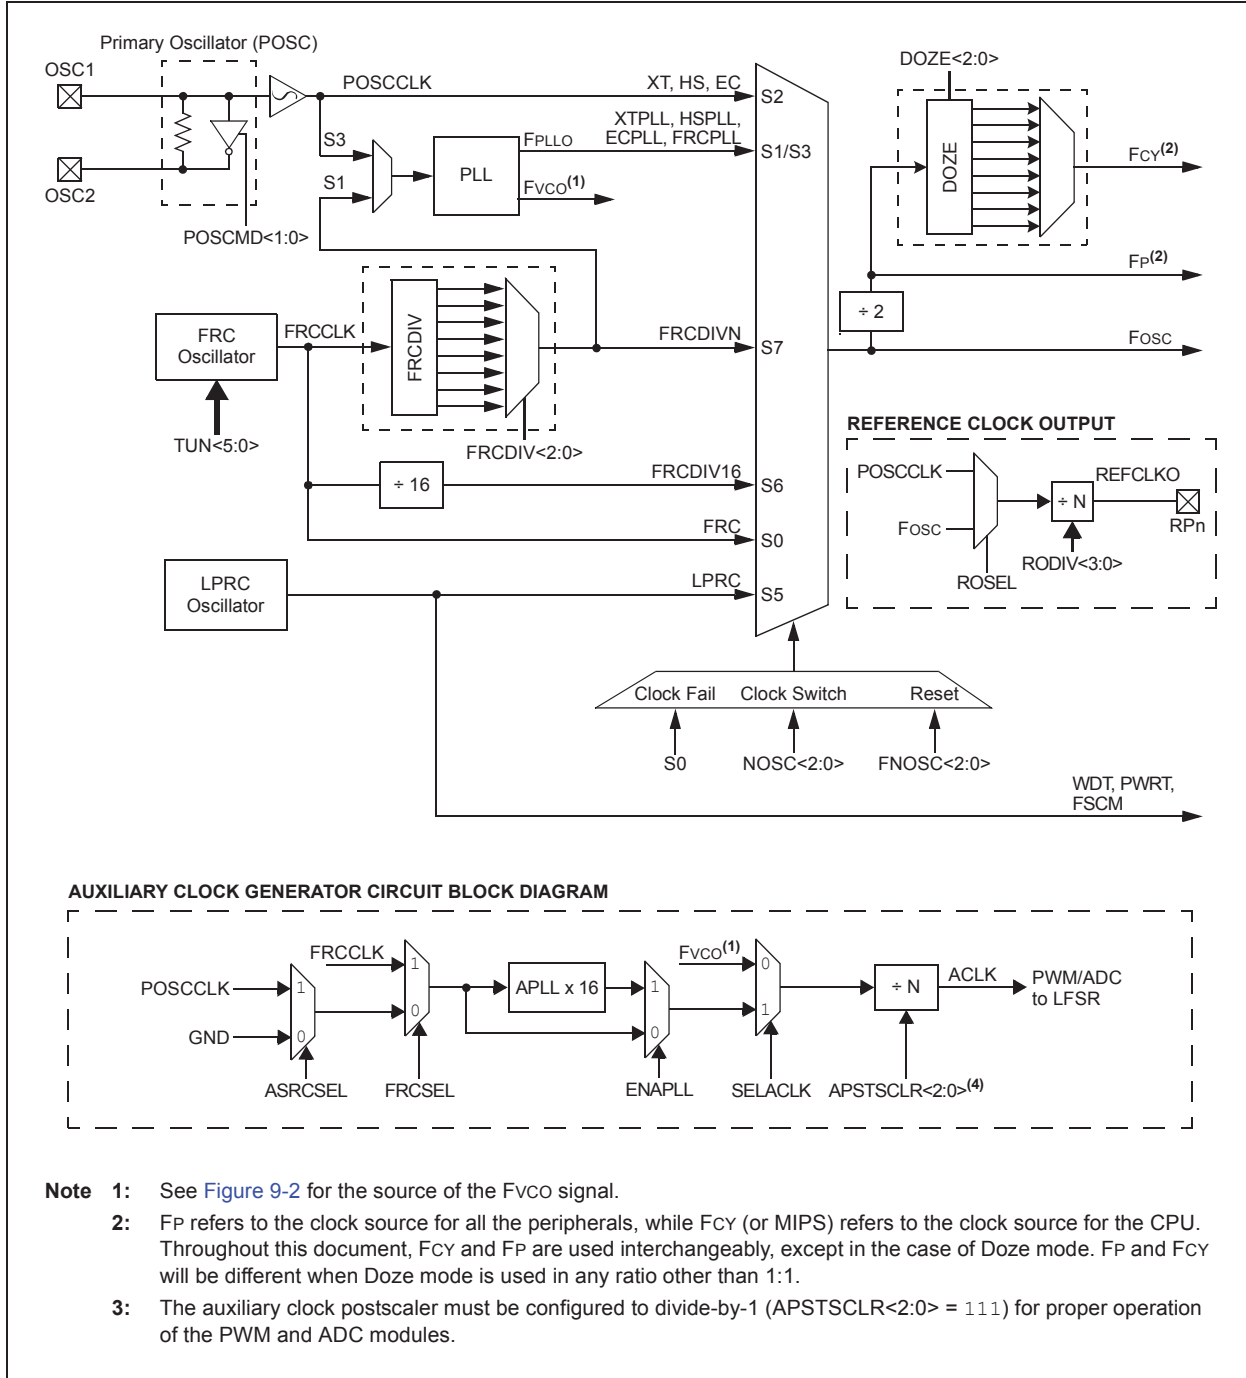 Primary Oscillator (POSC)
OSC1
OSC2
POSCCLK
XT, HS, EC
S2
S3
S1
PLL
FPLLO
FVCO(1)
XTPLL, HSPLL,
ECPLL, FRCPLL
S1/S3
POSCMD<1:0>
DOZE<2:0>
DOZE
FCY(2)
FP(2)
÷ 2
FOSC
FRC
Oscillator
FRCCLK
FRCDIV
FRCDIVN
S7
TUN<5:0>
FRCDIV<2:0>
÷ 16
FRCDIV16
S6
FRC
S0
LPRC
Oscillator
LPRC
S5
REFERENCE CLOCK OUTPUT
POSCCLK
FOSC
÷ N
REFCLKO
RPn
ROSEL
RODIV<3:0>
Clock Fail
Clock Switch
Reset
S0
NOSC<2:0>
FNOSC<2:0>
WDT, PWRT,
FSCM
AUXILIARY CLOCK GENERATOR CIRCUIT BLOCK DIAGRAM
POSCCLK
GND
1
0
ASRCSEL
FRCCLK
1
0
FRCSEL
APLL x 16
1
0
ENAPLL
FVCO(1)
0
1
SELACLK
÷ N
APSTSCLR<2:0>(4)
ACLK
PWM/ADC
to LFSR
Note 1: See Figure 9-2 for the source of the FVCO signal.
2: FP refers to the clock source for all the peripherals, while FCY (or MIPS) refers to the clock source for the CPU.
Throughout this document, FCY and FP are used interchangeably, except in the case of Doze mode. FP and FCY
will be different when Doze mode is used in any ratio other than 1:1.
3: The auxiliary clock postscaler must be configured to divide-by-1 (APSTSCLR<2:0> = 111) for proper operation
of the PWM and ADC modules.